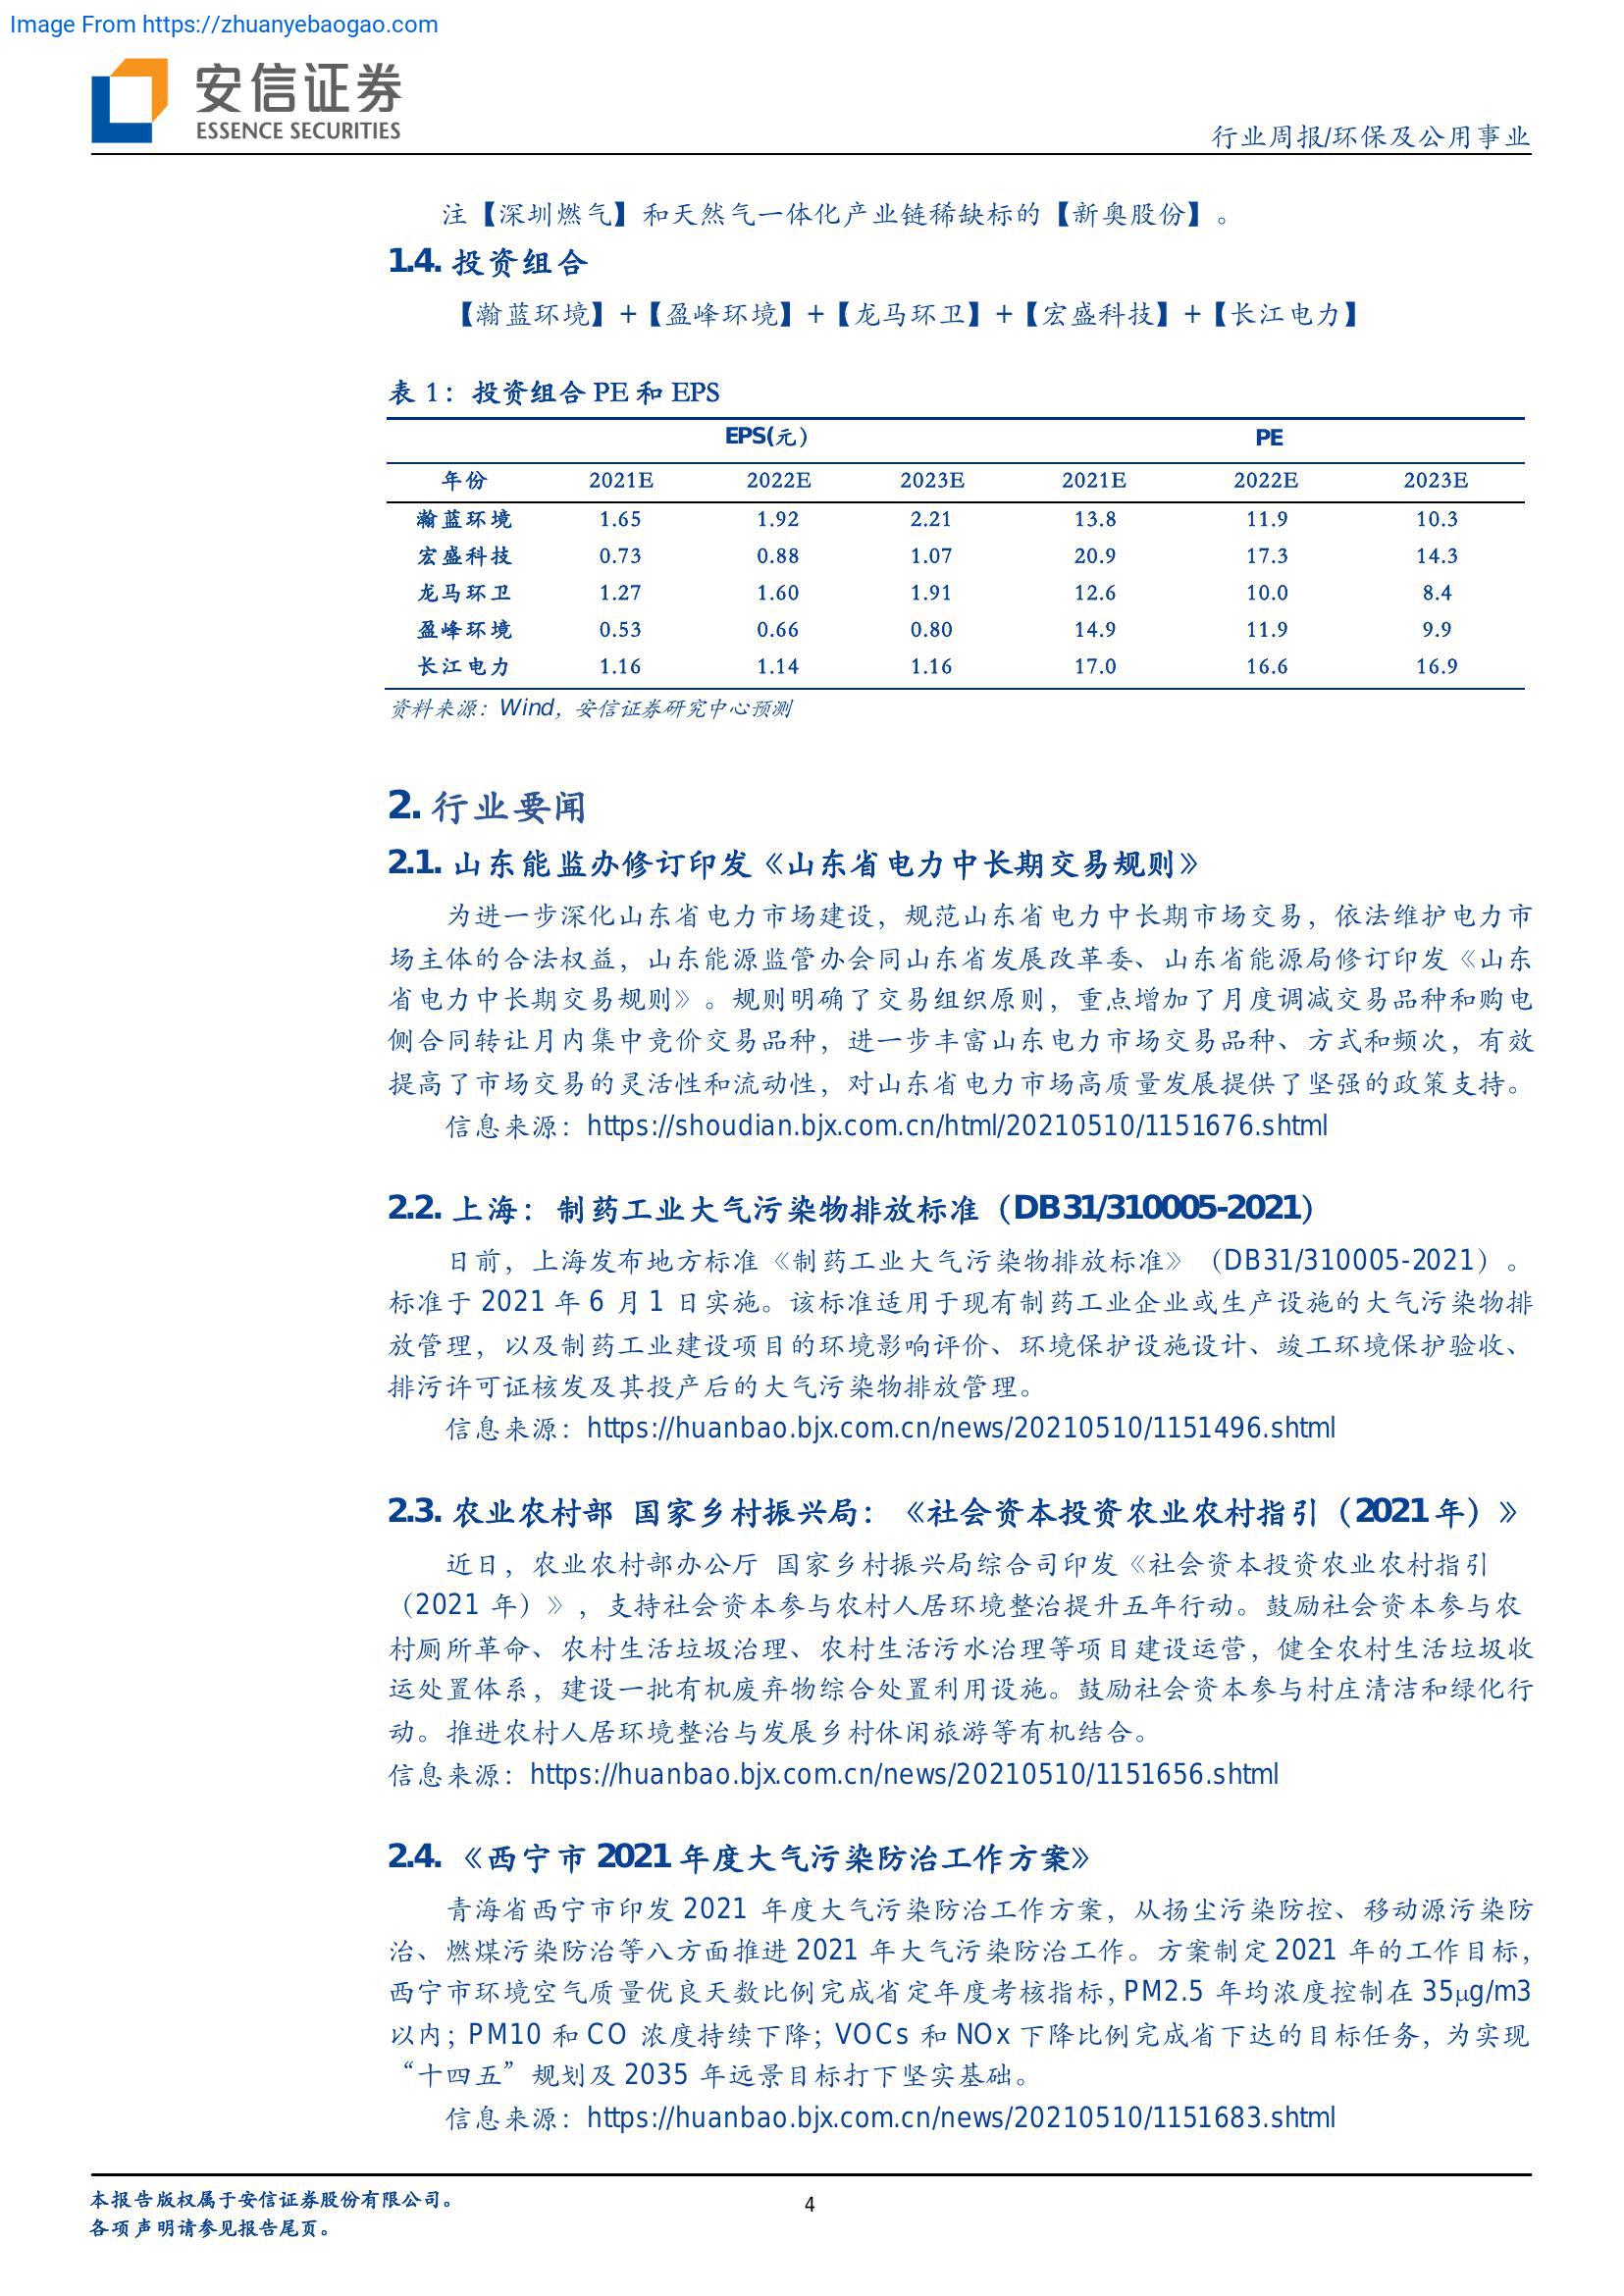 Image From https://zhuanyebaogao.com
安信证券
ESSENCE SECURITIES
行业周报/环保及公用事业
注【深圳燃气】和天然气一体化产业链稀缺标的【新奥股份】。
1.4. 投资组合
【瀚蓝环境】+【盈峰环境】+【龙马环卫】+【宏盛科技】+【长江电力】
表 1：投资组合 PE 和 EPS
EPS(元） PE
年份 2021E 2022E 2023E 2021E 2022E 2023E
瀚蓝环境 1.65 1.92 2.21 13.8 11.9 10.3
宏盛科技 0.73 0.88 1.07 20.9 17.3 14.3
龙马环卫 1.27 1.60 1.91 12.6 10.0 8.4
盈峰环境 0.53 0.66 0.80 14.9 11.9 9.9
长江电力 1.16 1.14 1.16 17.0 16.6 16.9
资料来源：Wind，安信证券研究中心预测
2. 行业要闻
2.1. 山东能监办修订印发《山东省电力中长期交易规则》
为进一步深化山东省电力市场建设，规范山东省电力中长期市场交易，依法维护电力市
场主体的合法权益，山东能源监管办会同山东省发展改革委、山东省能源局修订印发《山东
省电力中长期交易规则》。规则明确了交易组织原则，重点增加了月度调减交易品种和购电
侧合同转让月内集中竞价交易品种，进一步丰富山东电力市场交易品种、方式和频次，有效
提高了市场交易的灵活性和流动性，对山东省电力市场高质量发展提供了坚强的政策支持。
信息来源：https://shoudian.bjx.com.cn/html/20210510/1151676.shtml
2.2. 上海：制药工业大气污染物排放标准（DB31/310005-2021）
日前，上海发布地方标准《制药工业大气污染物排放标准》（DB31/310005-2021）。
标准于 2021 年 6 月 1 日实施。该标准适用于现有制药工业企业或生产设施的大气污染物排
放管理，以及制药工业建设项目的环境影响评价、环境保护设施设计、竣工环境保护验收、
排污许可证核发及其投产后的大气污染物排放管理。
信息来源：https://huanbao.bjx.com.cn/news/20210510/1151496.shtml
2.3. 农业农村部 国家乡村振兴局：《社会资本投资农业农村指引（2021 年）》
近日，农业农村部办公厅 国家乡村振兴局综合司印发《社会资本投资农业农村指引
（2021 年）》，支持社会资本参与农村人居环境整治提升五年行动。鼓励社会资本参与农
村厕所革命、农村生活垃圾治理、农村生活污水治理等项目建设运营，健全农村生活垃圾收
运处置体系，建设一批有机废弃物综合处置利用设施。鼓励社会资本参与村庄清洁和绿化行
动。推进农村人居环境整治与发展乡村休闲旅游等有机结合。
信息来源：https://huanbao.bjx.com.cn/news/20210510/1151656.shtml
2.4. 《西宁市 2021 年度大气污染防治工作方案》
青海省西宁市印发 2021 年度大气污染防治工作方案，从扬尘污染防控、移动源污染防
治、燃煤污染防治等八方面推进 2021 年大气污染防治工作。方案制定 2021 年的工作目标，
西宁市环境空气质量优良天数比例完成省定年度考核指标，PM2.5 年均浓度控制在 35μg/m3
以内；PM10 和 CO 浓度持续下降；VOCs 和 NOx 下降比例完成省下达的目标任务，为实现
“十四五”规划及 2035 年远景目标打下坚实基础。
信息来源：https://huanbao.bjx.com.cn/news/20210510/1151683.shtml
本报告版权属于安信证券股份有限公司。
各项声明请参见报告尾页。
4